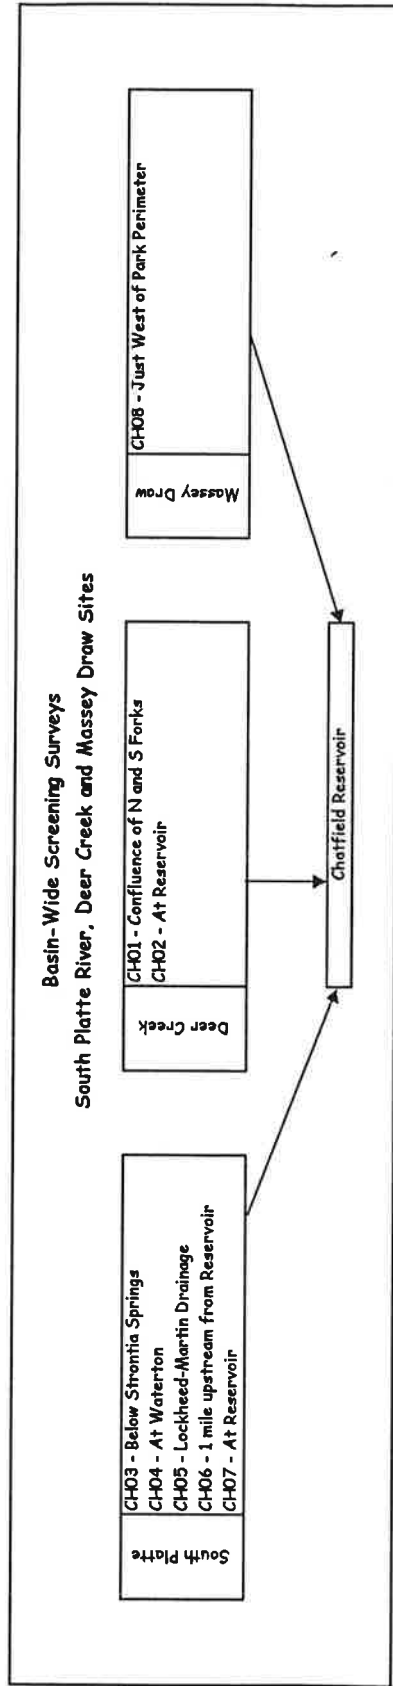 Basin-Wide Screening Surveys
South Platte River, Deer Creek and Massey Draw Sites
South Platte
CH03 - Below Strontia Springs
CH04 - At Waterton
CH05 - Lockheed-Martin Drainage
CH06 - 1 mile upstream from Reservoir
CH07 - At Reservoir
Deer Creek
CH01 - Confluence of N and S Forks
CH02 - At Reservoir
Massey Draw
CH08 - Just West of Park Perimeter
Chatfield Reservoir